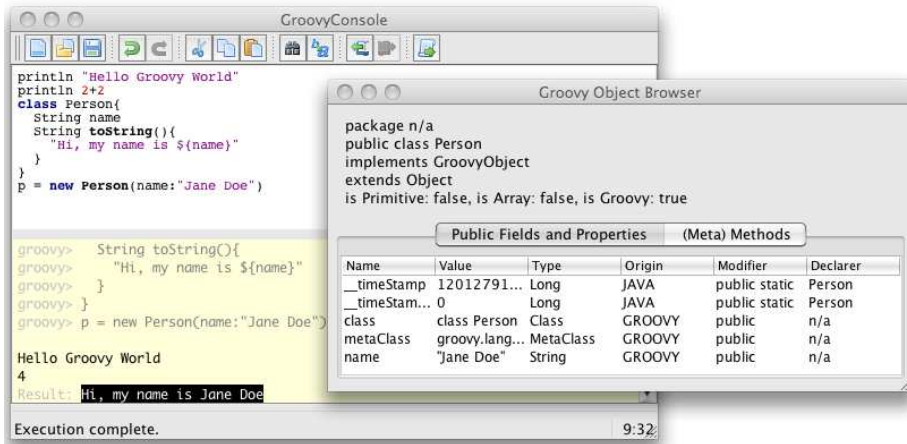 GroovyConsole
println "Hello Groovy World"
println 2+2
class Person{
String name
String toString(){
"Hi, my name is ${name}"
}
}
p = new Person(name:"Jane Doe")
groovy> String toString(){
groovy> "Hi, my name is ${name}"
groovy> }
groovy> }
groovy> p = new Person(name:"Jane Doe")
Hello Groovy World
4
Result: Hi, my name is Jane Doe
Execution complete.
9:32
Groovy Object Browser
package n/a
public class Person
implements GroovyObject
extends Object
is Primitive: false, is Array: false, is Groovy: true
Public Fields and Properties (Meta) Methods
Name Value Type Origin Modifier Declarer
__timeStamp 12012791... Long JAVA public static Person
__timeStam... 0 Long JAVA public static Person
class class Person Class GROOVY public n/a
metaClass groovy.lang... MetaClass GROOVY public n/a
name "Jane Doe" String GROOVY public n/a